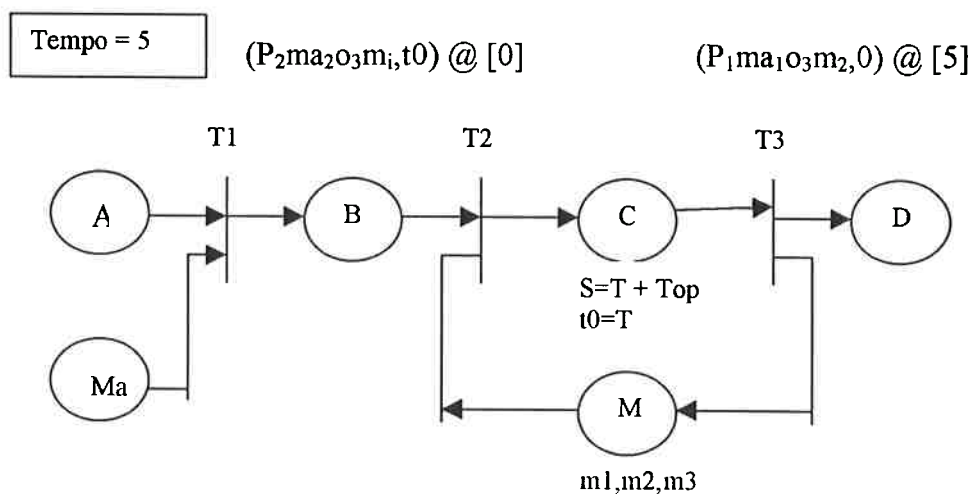 Tempo = 5
(P₂ma₂o₃mᵢ,t0) @ [0]
(P₁ma₁o₃m₂,0) @ [5]
T1
T2
T3
A
B
C
D
S=T + Top
t0=T
Ma
M
m1,m2,m3